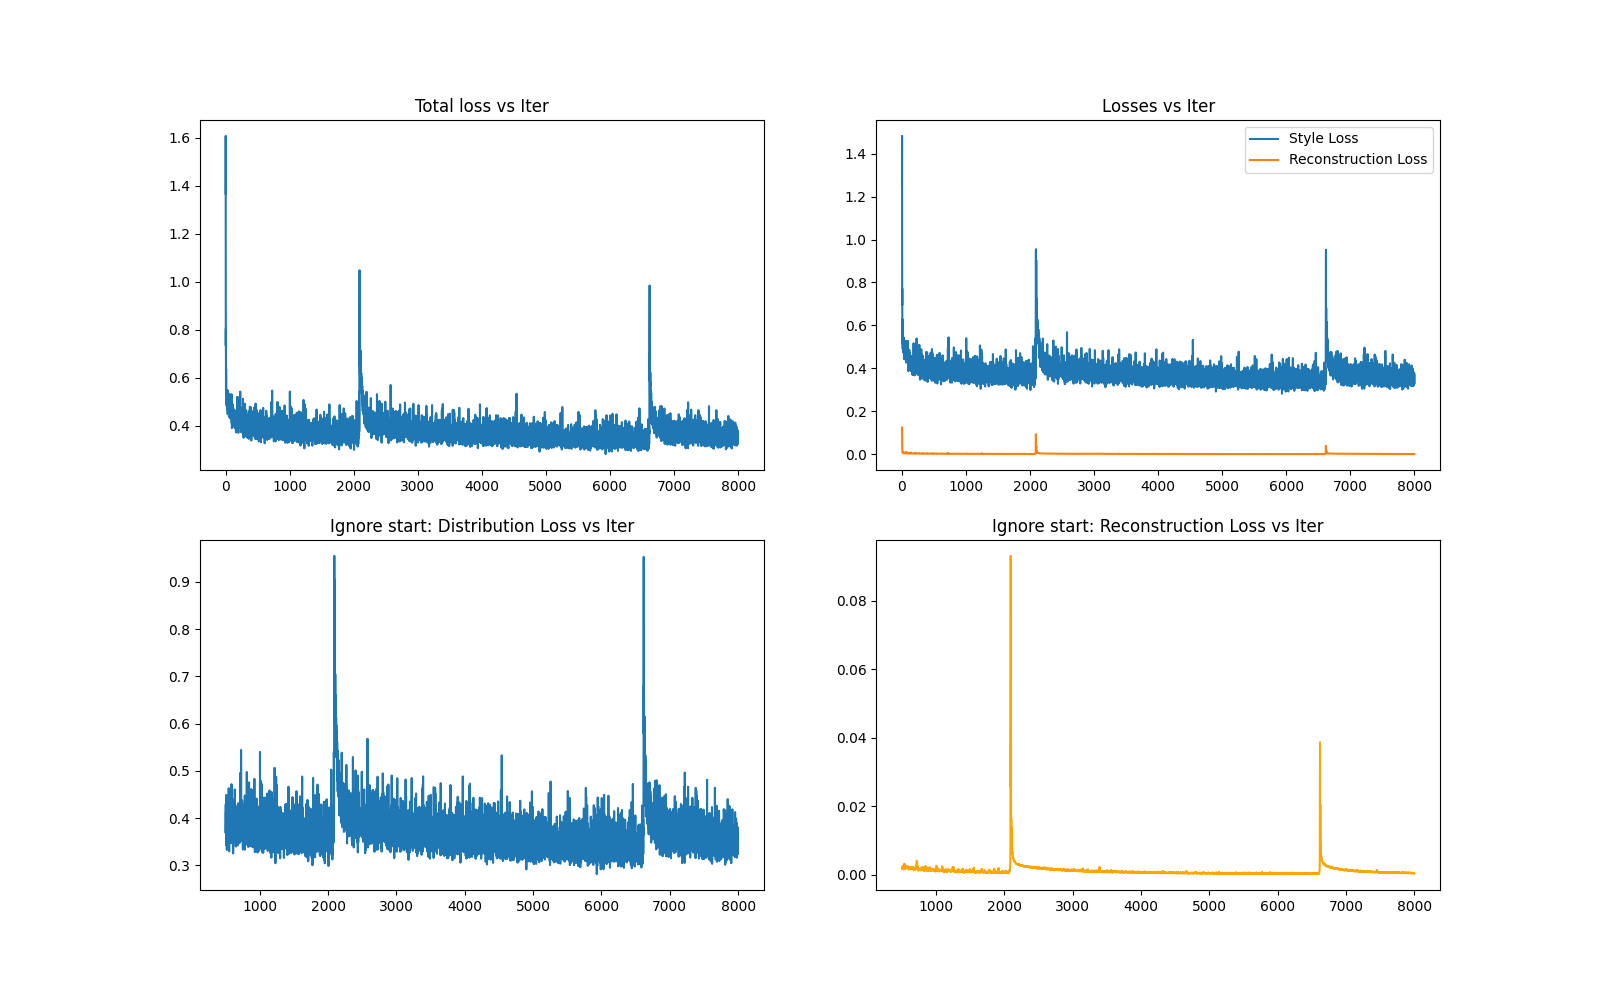 Total loss vs Iter
1.6
1.4
1.2
1.0
0.8
0.6
0.4
0 1000 2000 3000 4000 5000 6000 7000 8000
Losses vs Iter
Style Loss
Reconstruction Loss
1.4
1.2
1.0
0.8
0.6
0.4
0.2
0.0
0 1000 2000 3000 4000 5000 6000 7000 8000
Ignore start: Distribution Loss vs Iter
0.9
0.8
0.7
0.6
0.5
0.4
0.3
1000 2000 3000 4000 5000 6000 7000 8000
Ignore start: Reconstruction Loss vs Iter
0.08
0.06
0.04
0.02
0.00
1000 2000 3000 4000 5000 6000 7000 8000